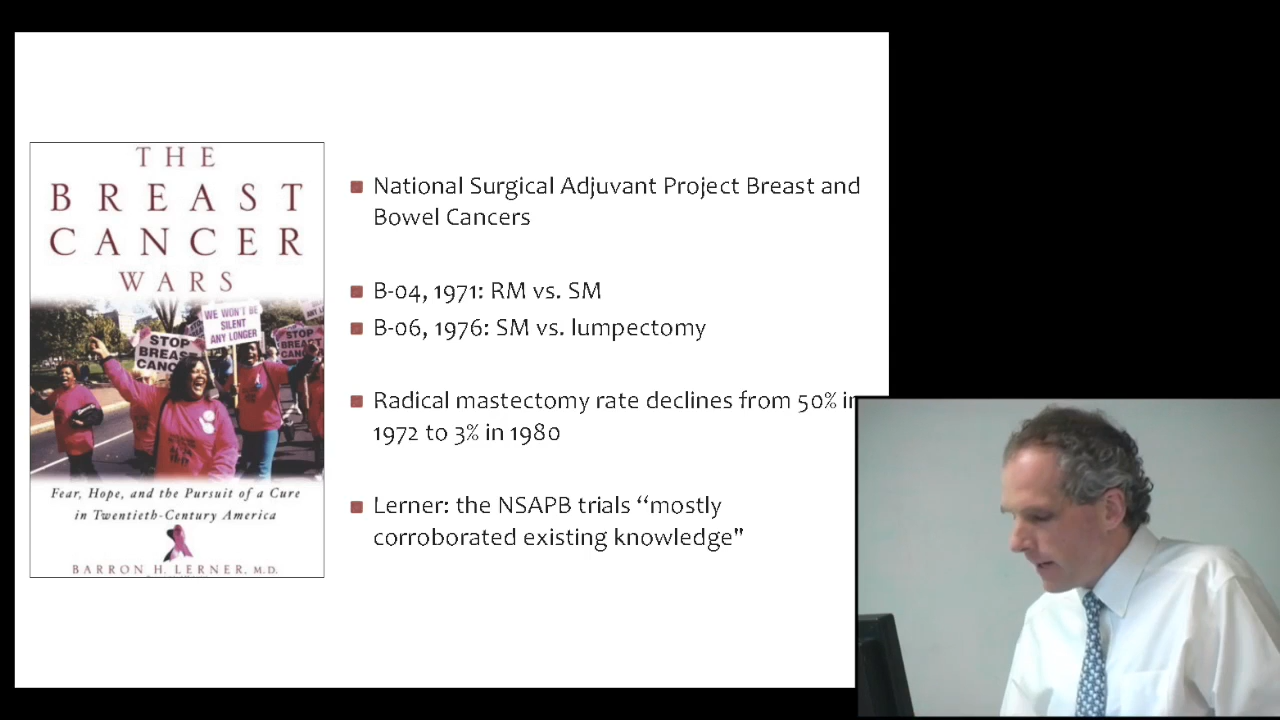 THE
BREAST
CANCER
WARS
WE WON'T BE
SILENT
ANY LONGER
STOP
BREAST
CANC
STOP
BREAS
CANC
Fear, Hope, and the Pursuit of a Cure
in Twentieth-Century America
BARRON H. LERNER, M.D.
National Surgical Adjuvant Project Breast and
Bowel Cancers
B-04, 1971: RM vs. SM
B-06, 1976: SM vs. lumpectomy
Radical mastectomy rate declines from 50% in
1972 to 3% in 1980
Lerner: the NSAPB trials “mostly
corroborated existing knowledge"